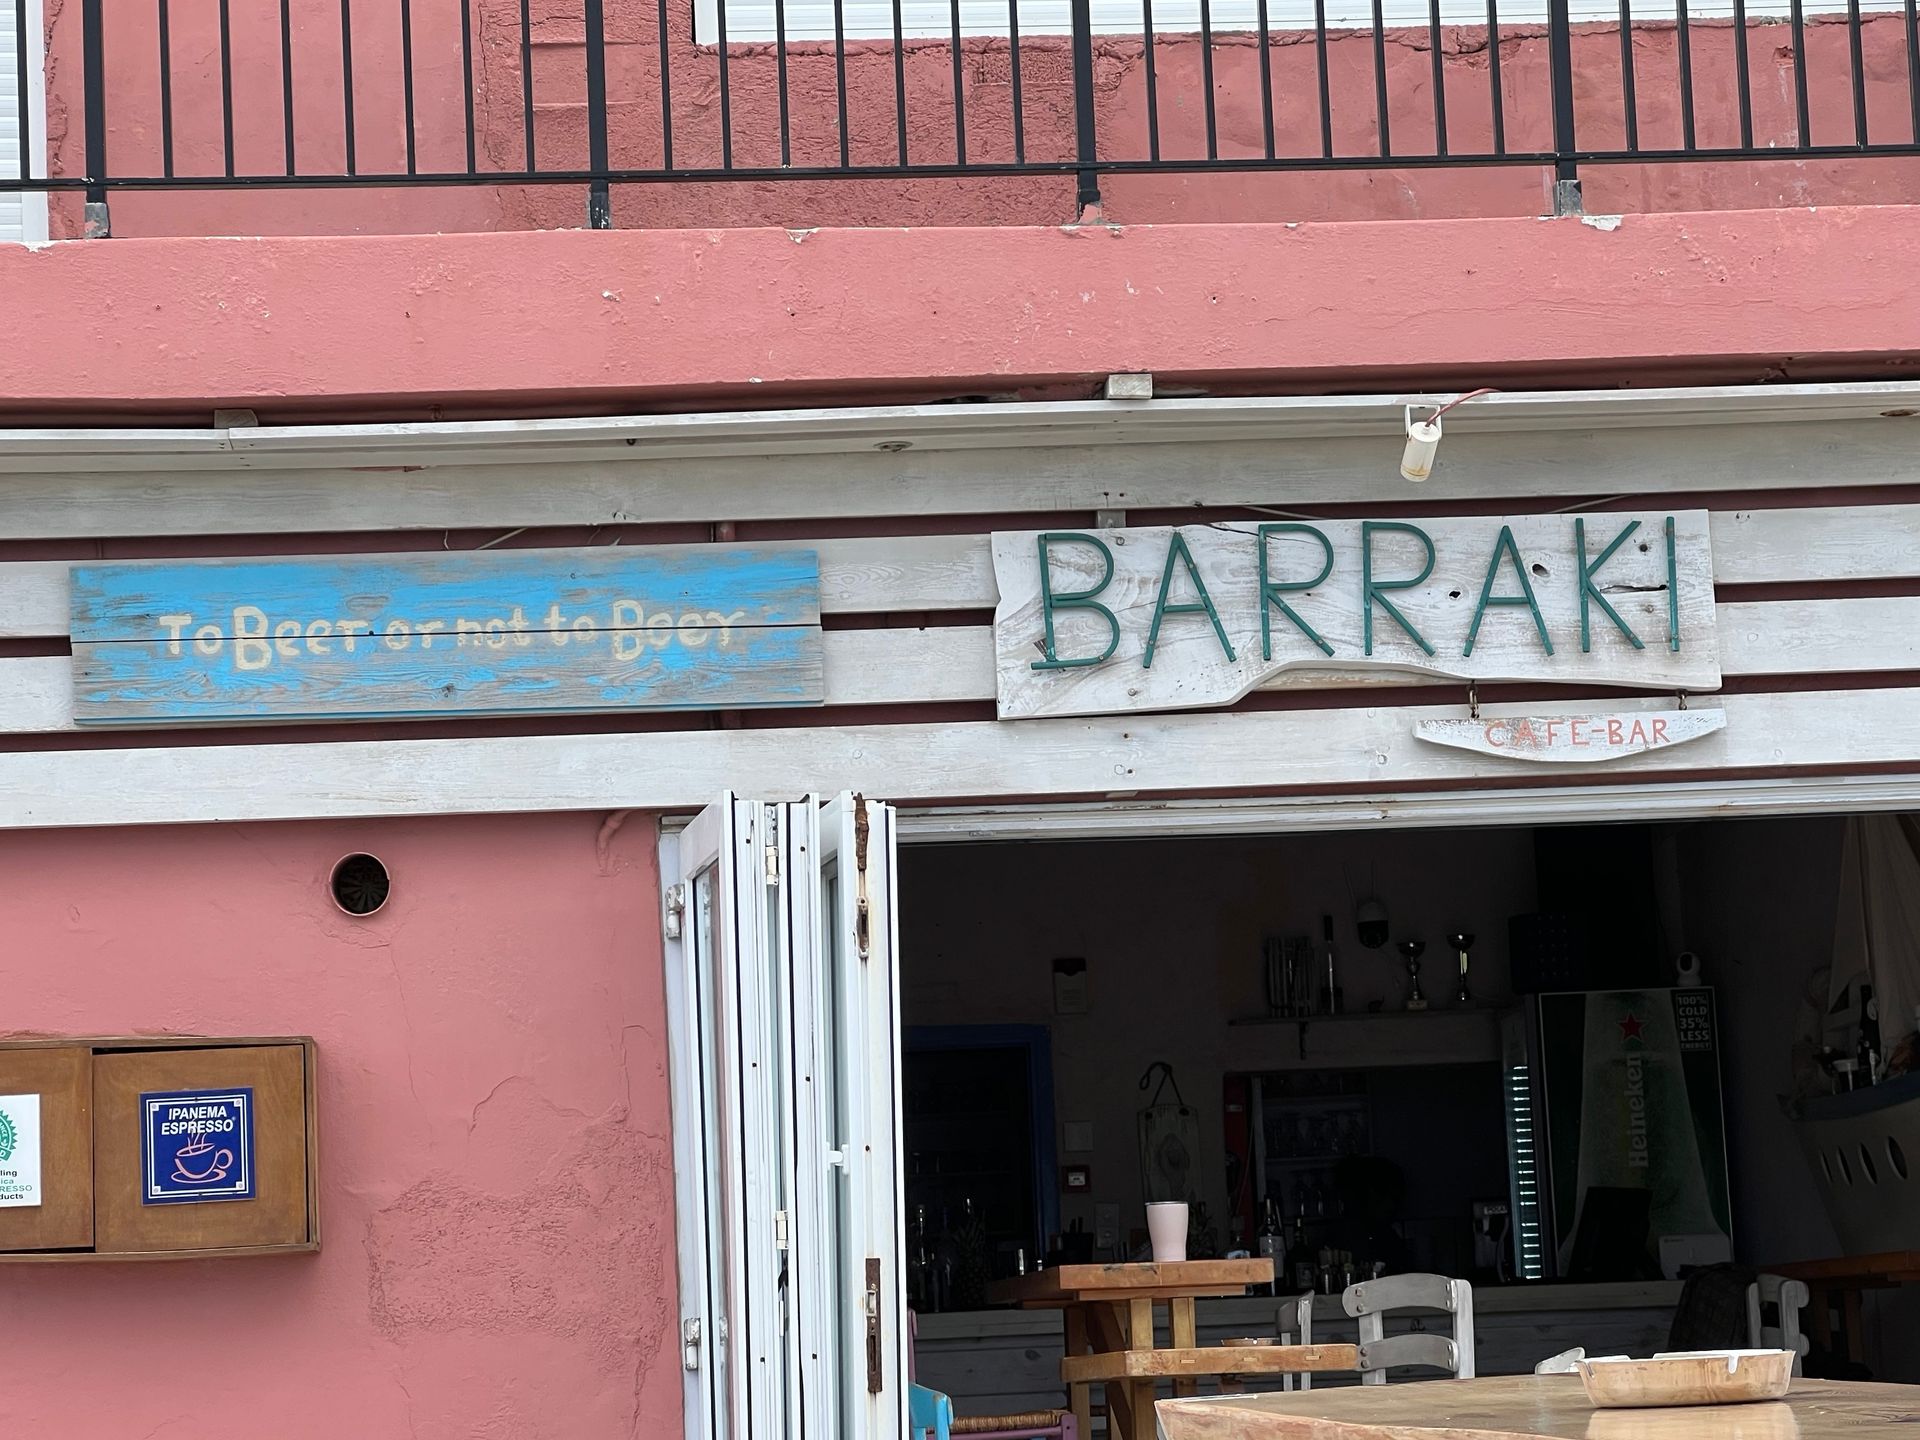 To Beer or not to Beer
BARRAKI
CAFE-BAR
IPANEMA
ESPRESSO
100%
COLD
35%
LESS
ENERGY
Heineken